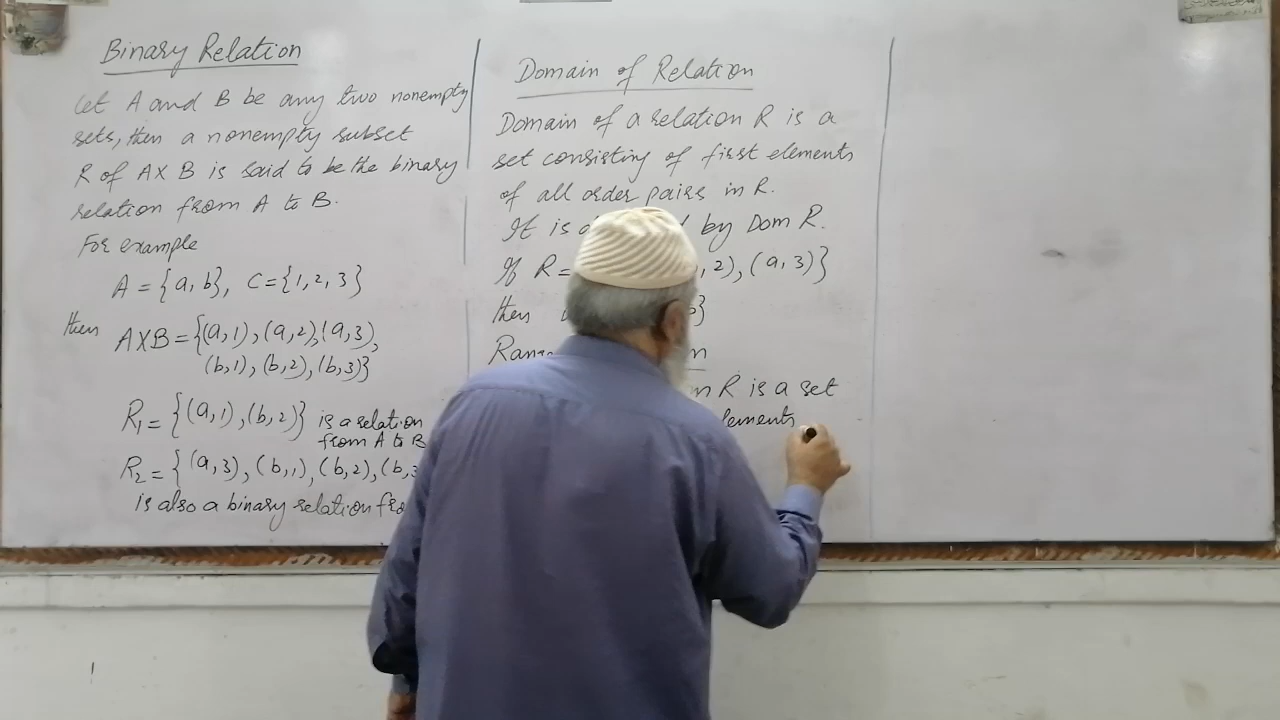 Binary Relation
Let A and B be any two nonempty
sets, then a nonempty subset
R of AXB is said to be the binary
relation from A to B.
For example
A = {a, b}, C = {1, 2, 3}
then AXB = {(a, 1), (a, 2), (a, 3),
(b, 1), (b, 2), (b, 3)}
R₁ = {(a, 1), (b, 2)} is a relation
from A to B
R₂ = { (a, 3), (b, 1), (b, 2), (b, 3
is also a binary relation
Domain of Relation
Domain of a relation R is a
set consisting of first elements
of all order pairs in R.
It is by Dom R.
If R = , 2), (a, 3)}
then }
R is a set